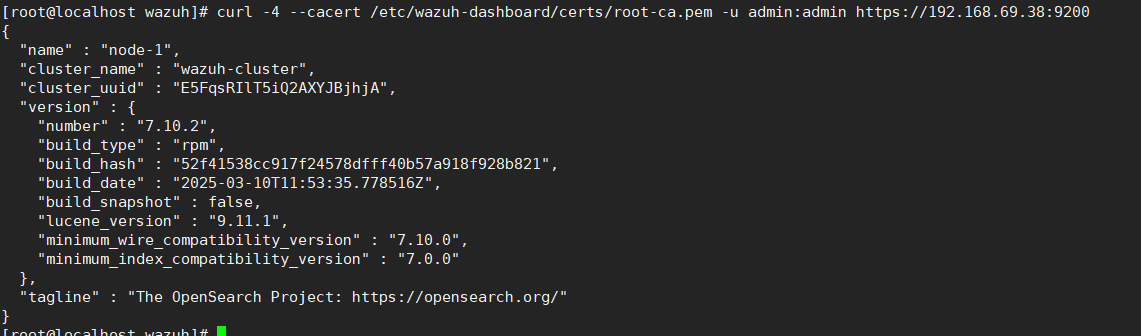 [root@localhost wazuh]# curl -4 --cacert /etc/wazuh-dashboard/certs/root-ca.pem -u admin:admin https://192.168.69.38:9200
{
  "name" : "node-1",
  "cluster_name" : "wazuh-cluster",
  "cluster_uuid" : "E5FqsRIlT5iQ2AXYJBjhjA",
  "version" : {
    "number" : "7.10.2",
    "build_type" : "rpm",
    "build_hash" : "52f41538cc917f24578dfff40b57a918f928b821",
    "build_date" : "2025-03-10T11:53:35.778516Z",
    "build_snapshot" : false,
    "lucene_version" : "9.11.1",
    "minimum_wire_compatibility_version" : "7.10.0",
    "minimum_index_compatibility_version" : "7.0.0"
  },
  "tagline" : "The OpenSearch Project: https://opensearch.org/"
}
[root@localhost wazuh]#